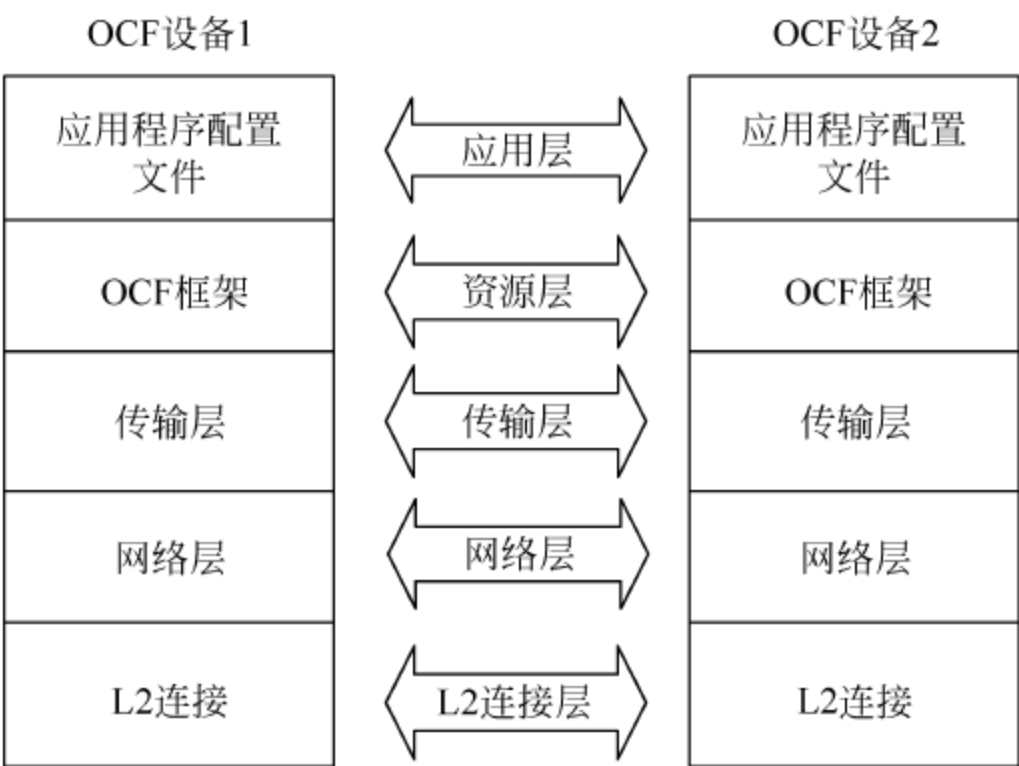 OCF设备1
OCF设备2
应用程序配置
文件
应用层
应用程序配置
文件
OCF框架
资源层
OCF框架
传输层
传输层
传输层
网络层
网络层
网络层
L2连接
L2连接层
L2连接